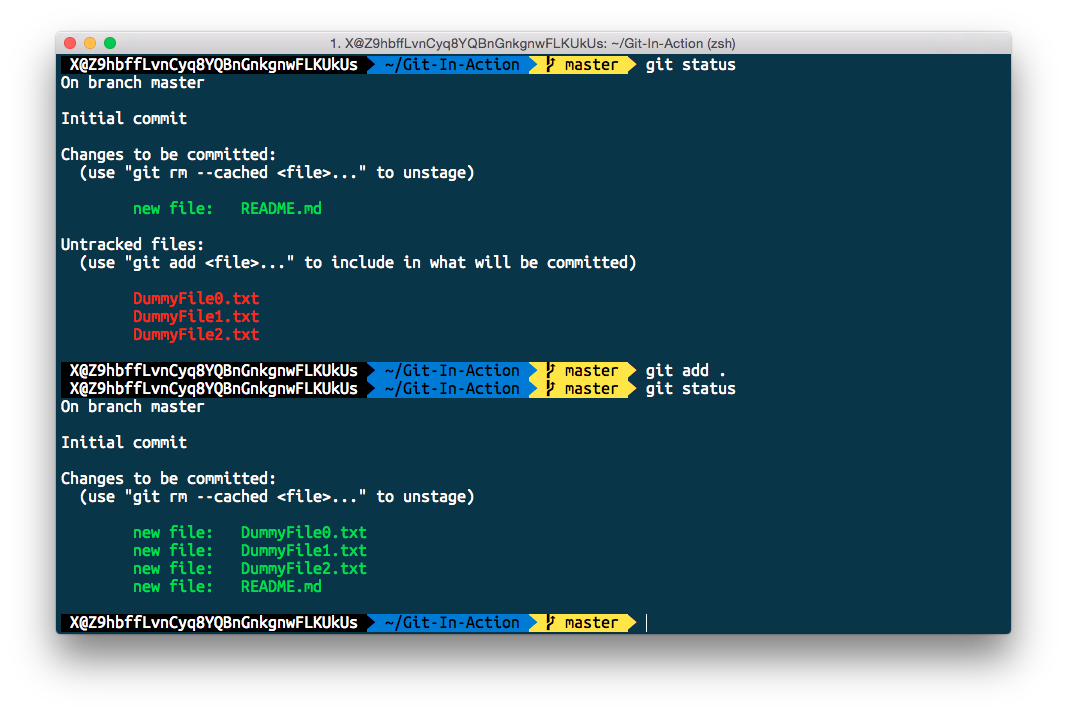 1. X@Z9hbffLvnCyq8YQBnGnkgnwFLKUkUs: ~/Git-In-Action (zsh)
X@Z9hbffLvnCyq8YQBnGnkgnwFLKUkUs ~/Git-In-Action master git status
On branch master
Initial commit
Changes to be committed:
(use "git rm --cached <file>..." to unstage)
new file: README.md
Untracked files:
(use "git add <file>..." to include in what will be committed)
DummyFile0.txt
DummyFile1.txt
DummyFile2.txt
X@Z9hbffLvnCyq8YQBnGnkgnwFLKUkUs ~/Git-In-Action master git add .
X@Z9hbffLvnCyq8YQBnGnkgnwFLKUkUs ~/Git-In-Action master git status
On branch master
Initial commit
Changes to be committed:
(use "git rm --cached <file>..." to unstage)
new file: DummyFile0.txt
new file: DummyFile1.txt
new file: DummyFile2.txt
new file: README.md
X@Z9hbffLvnCyq8YQBnGnkgnwFLKUkUs ~/Git-In-Action master